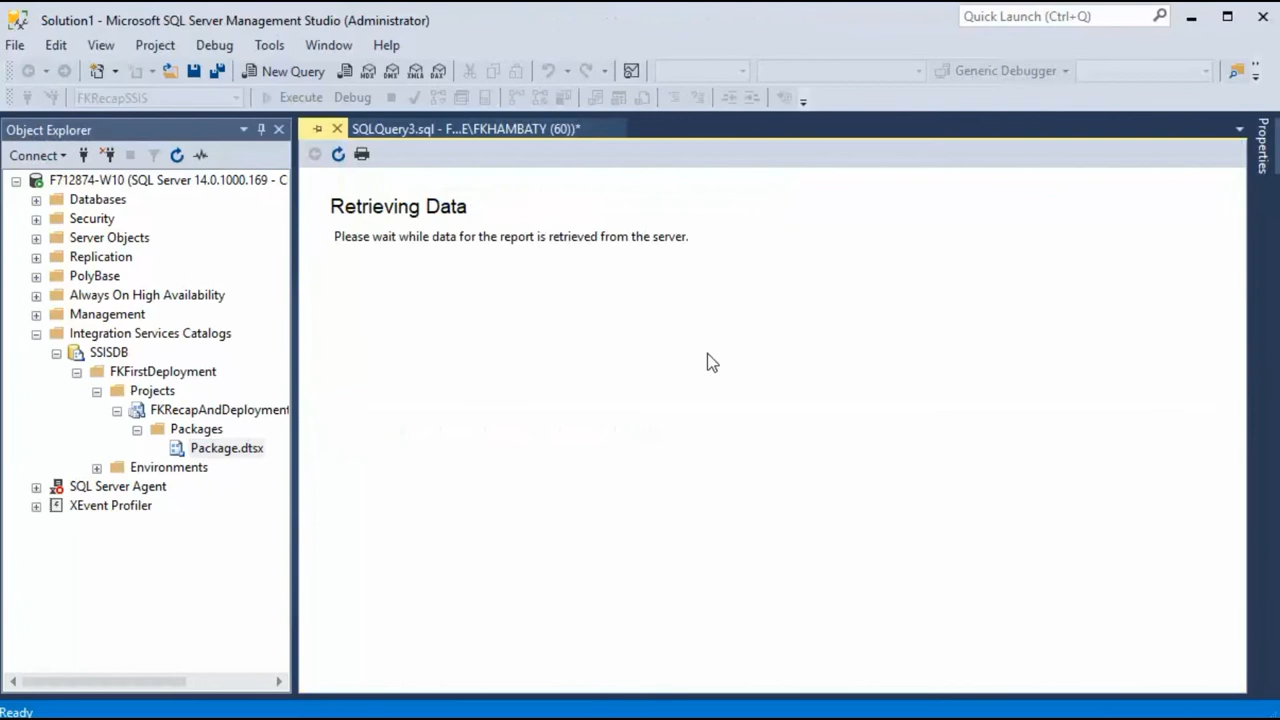 Solution1 - Microsoft SQL Server Management Studio (Administrator)
Quick Launch (Ctrl+Q)
File Edit View Project Debug Tools Window Help
New Query
MDX DMX XMLA DAX
Generic Debugger
FKRecapSSIS
Execute Debug
Object Explorer
SQLQuery3.sql - F...E\FKHAMBATY (60))*
Properties
Connect
F712874-W10 (SQL Server 14.0.1000.169 - C
Databases
Security
Server Objects
Replication
PolyBase
Always On High Availability
Management
Integration Services Catalogs
SSISDB
FKFirstDeployment
Projects
FKRecapAndDeployment
Packages
Package.dtsx
Environments
SQL Server Agent
XEvent Profiler
Retrieving Data
Please wait while data for the report is retrieved from the server.
Ready